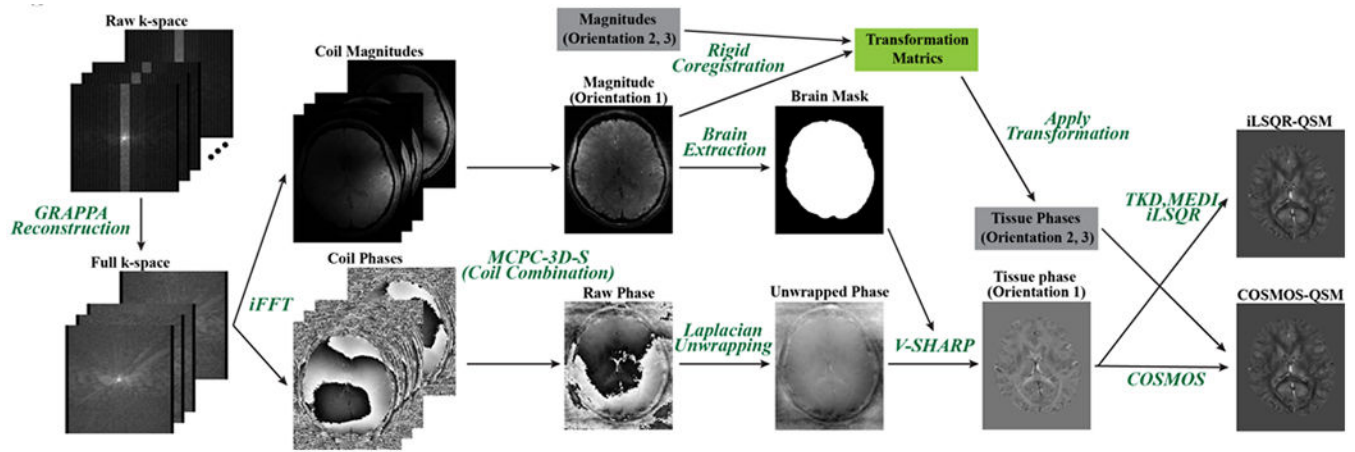 Raw k-space
GRAPPA
Reconstruction
Full k-space
iFFT
Coil Magnitudes
Coil Phases
MCPC-3D-S
(Coil Combination)
Magnitudes
(Orientation 2, 3)
Rigid
Coregistration
Magnitude
(Orientation 1)
Brain
Extraction
Brain Mask
Raw Phase
Laplacian
Unwrapping
Unwrapped Phase
V-SHARP
Transformation
Matrics
Apply
Transformation
Tissue Phases
(Orientation 2, 3)
Tissue phase
(Orientation 1)
TKD,MEDI,
iLSQR
COSMOS
iLSQR-QSM
COSMOS-QSM